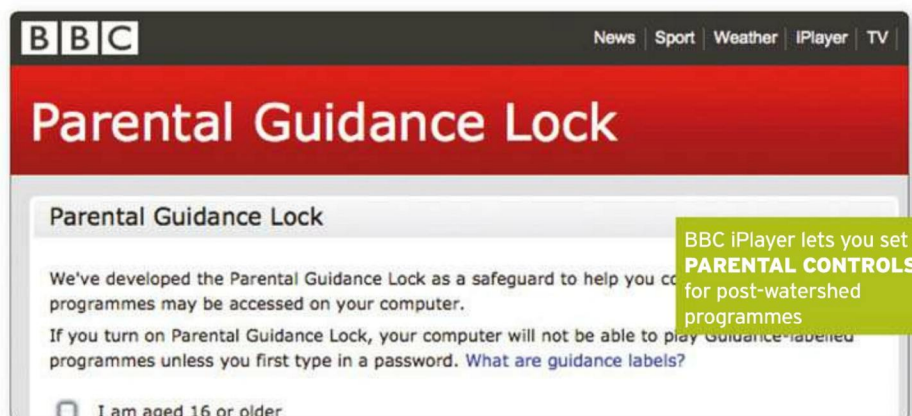 BBC
News | Sport | Weather | iPlayer | TV
Parental Guidance Lock
Parental Guidance Lock
We've developed the Parental Guidance Lock as a safeguard to help you
programmes may be accessed on your computer.
If you turn on Parental Guidance Lock, your computer will not be able to play Guidance-labelled
programmes unless you first type in a password. What are guidance labels?
I am aged 16 or older
BBC iPlayer lets you set
PARENTAL CONTROLS
for post-watershed
programmes